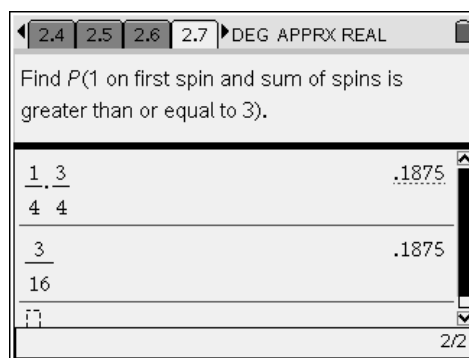 2.4 2.5 2.6 2.7 DEG APPRX REAL
Find P(1 on first spin and sum of spins is
greater than or equal to 3).
1/4·3/4 .1875
3/16 .1875
2/2